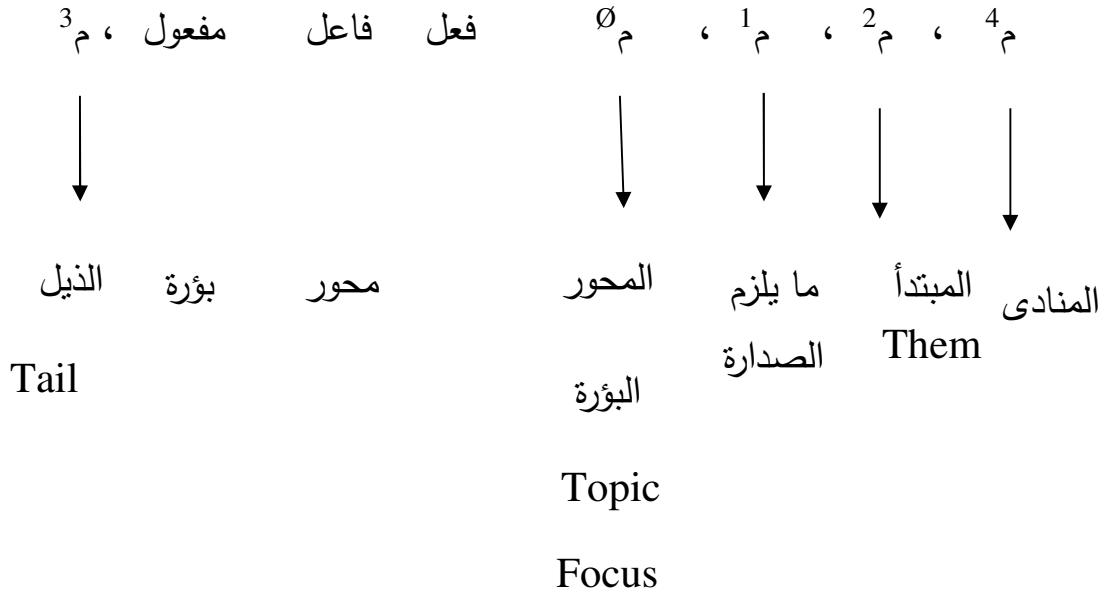 م⁴ ، م² ، م¹ ، مØ فعل فاعل مفعول ، م³
المنادى
المبتدأ
Them
ما يلزم
الصدارة
المحور
البؤرة
Topic
Focus
محور
بؤرة
الذيل
Tail